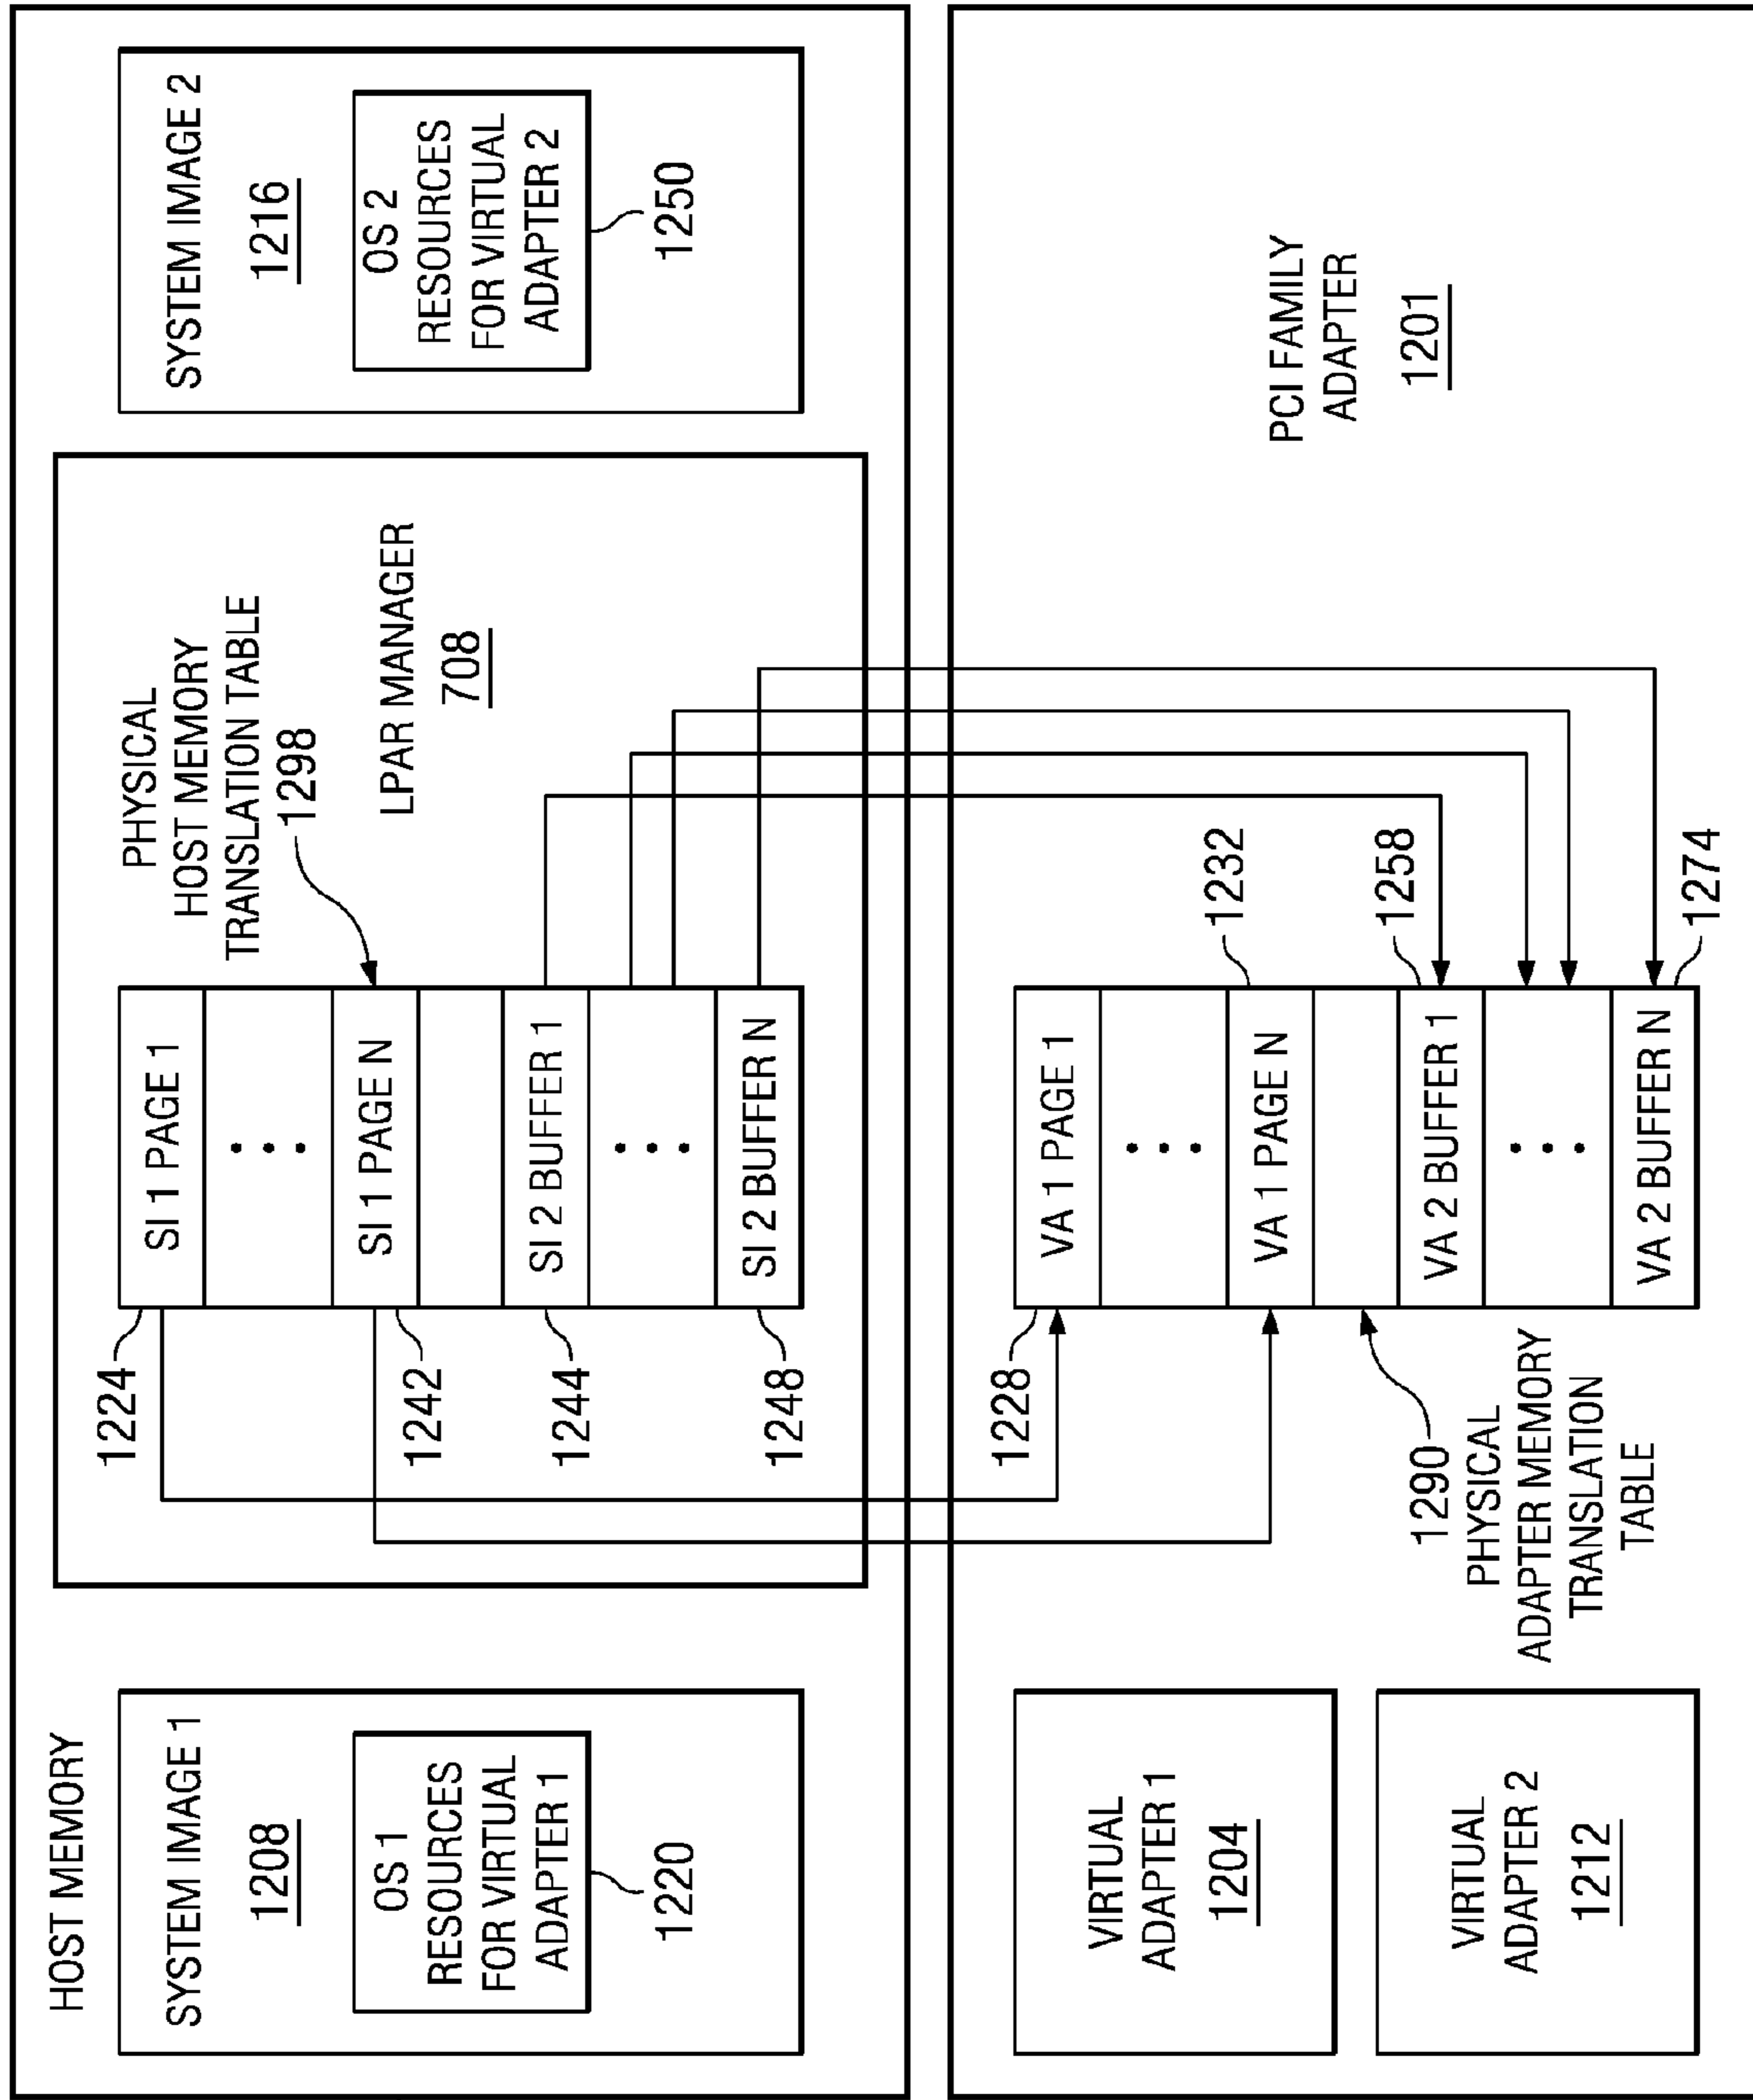 HOST MEMORY
SYSTEM IMAGE 1
1208
OS 1
RESOURCES
FOR VIRTUAL
ADAPTER 1
1220
PHYSICAL
HOST MEMORY
TRANSLATION TABLE
1298
LPAR MANAGER
708
1224
SI 1 PAGE 1
1242
SI 1 PAGE N
1244
SI 2 BUFFER 1
1248
SI 2 BUFFER N
SYSTEM IMAGE 2
1216
OS 2
RESOURCES
FOR VIRTUAL
ADAPTER 2
1250
VIRTUAL
ADAPTER 1
1204
VIRTUAL
ADAPTER 2
1212
1228
VA 1 PAGE 1
VA 1 PAGE N
1232
1290
PHYSICAL
ADAPTER MEMORY
TRANSLATION
TABLE
VA 2 BUFFER 1
1258
VA 2 BUFFER N
1274
PCI FAMILY
ADAPTER
1201